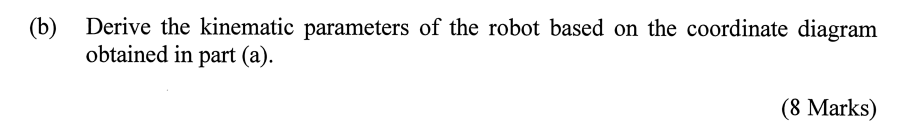 (b) Derive the kinematic parameters of the robot based on the coordinate diagram
obtained in part (a).
(8 Marks)